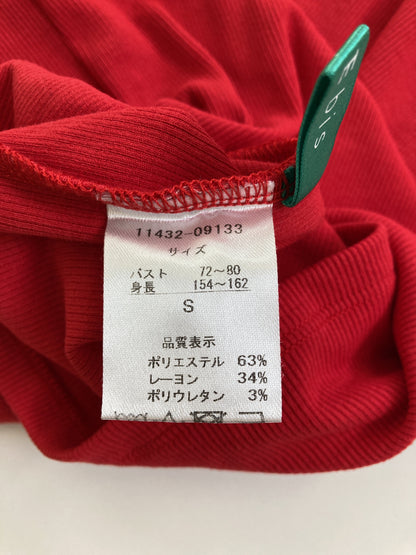 11432-09133
サイズ
バスト 72～80
身長 154～162
S
品質表示
ポリエステル 63%
レーヨン 34%
ポリウレタン 3%
b's